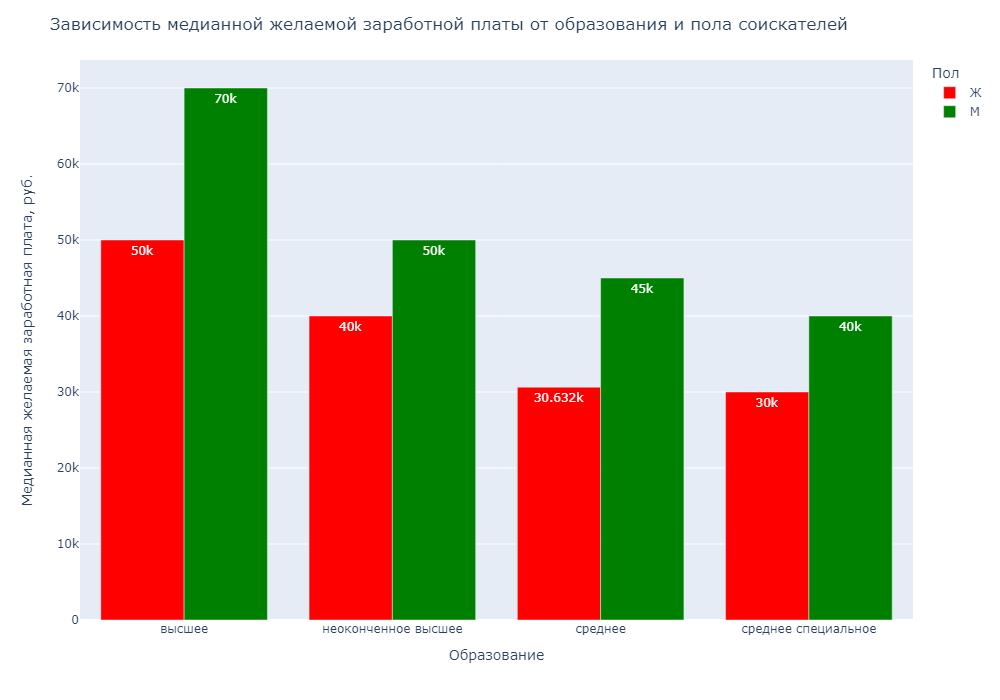 Зависимость медианной желаемой заработной платы от образования и пола соискателей
Пол
Ж
М
Медианная желаемая заработная плата, руб.
70k
60k
50k
40k
30k
20k
10k
0
50k
70k
40k
50k
30.632k
45k
30k
40k
высшее
неоконченное высшее
среднее
среднее специальное
Образование